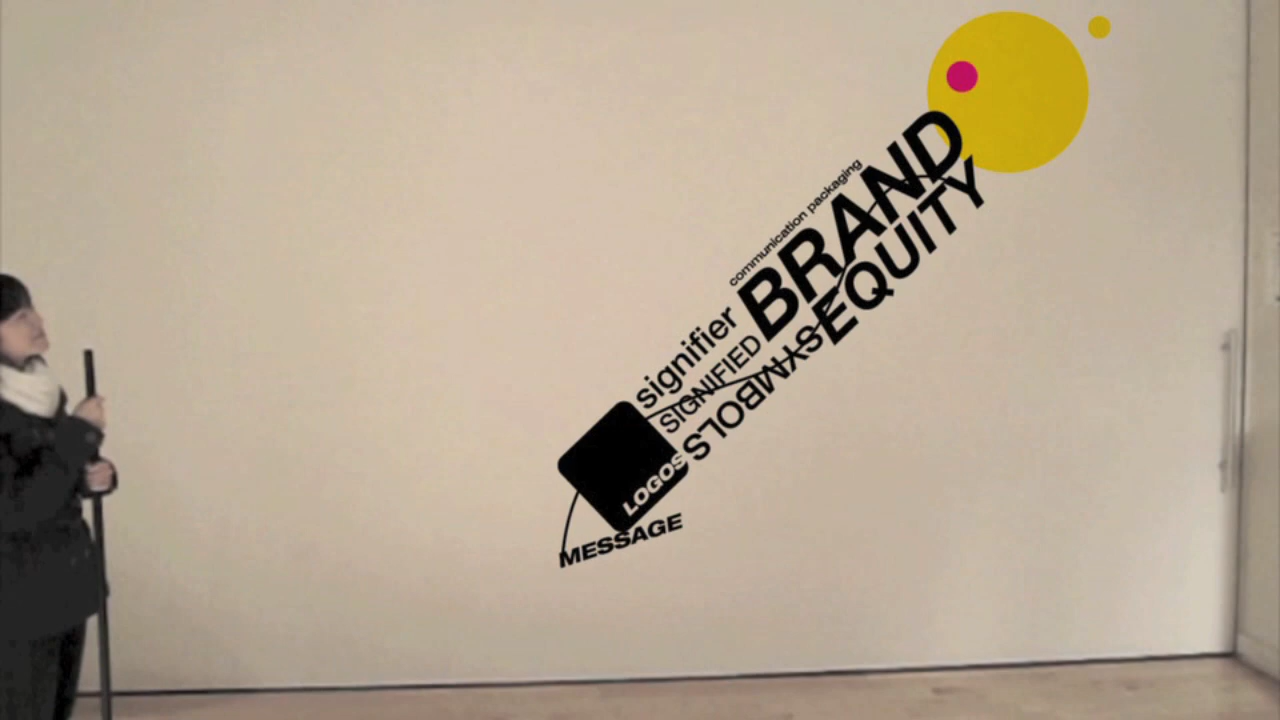 communication packaging
BRAND
EQUITY
signifier
SIGNIFIED
SYMBOLS
LOGOS
MESSAGE